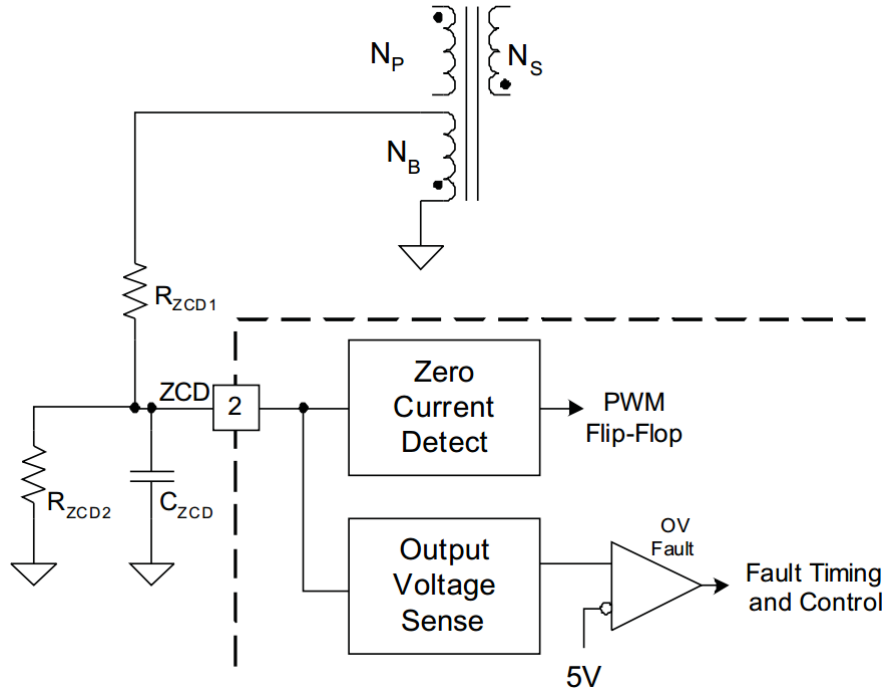 NP
NS
NB
RZCD1
ZCD
2
Zero
Current
Detect
PWM
Flip-Flop
RZCD2
CZCD
Output
Voltage
Sense
OV
Fault
Fault Timing
and Control
5V